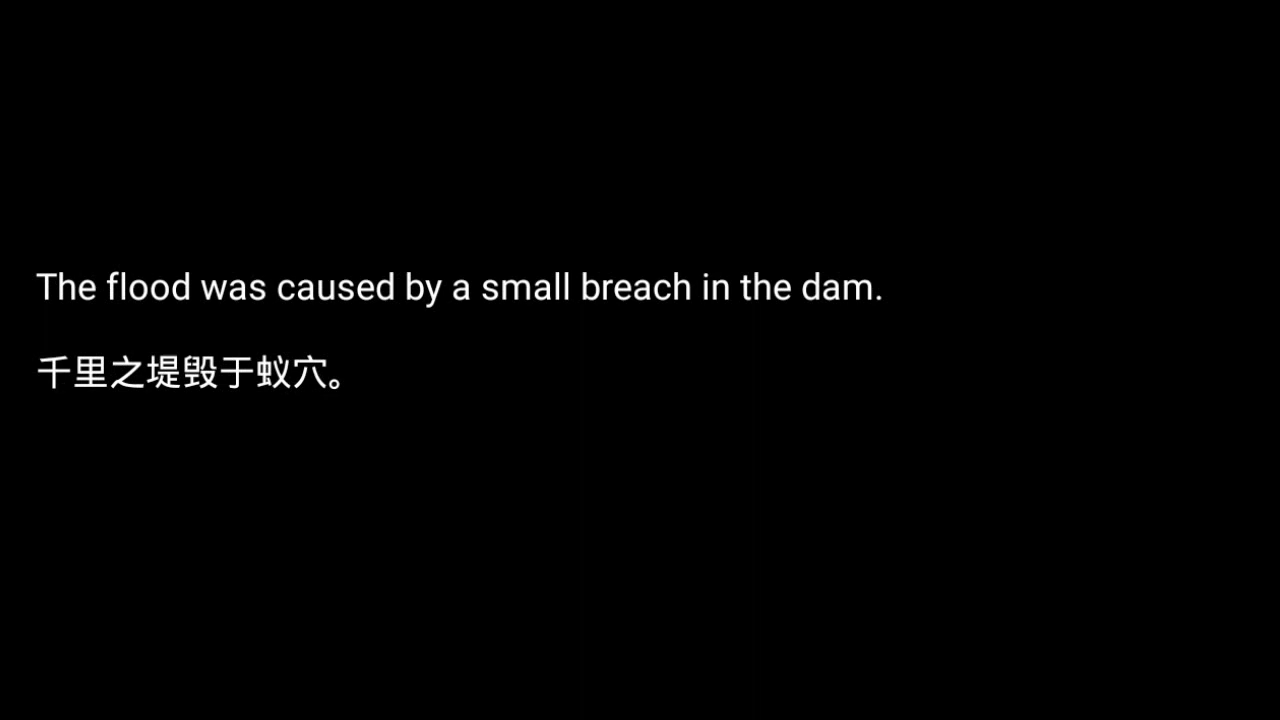 The flood was caused by a small breach in the dam.
千里之堤毁于蚁穴。